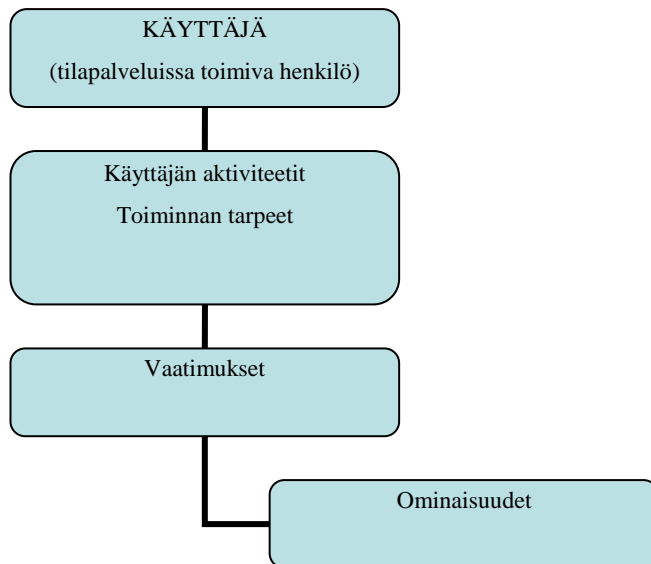 KÄYTTÄJÄ
(tilapalveluissa toimiva henkilö)
Käyttäjän aktiviteetit
Toiminnan tarpeet
Vaatimukset
Ominaisuudet